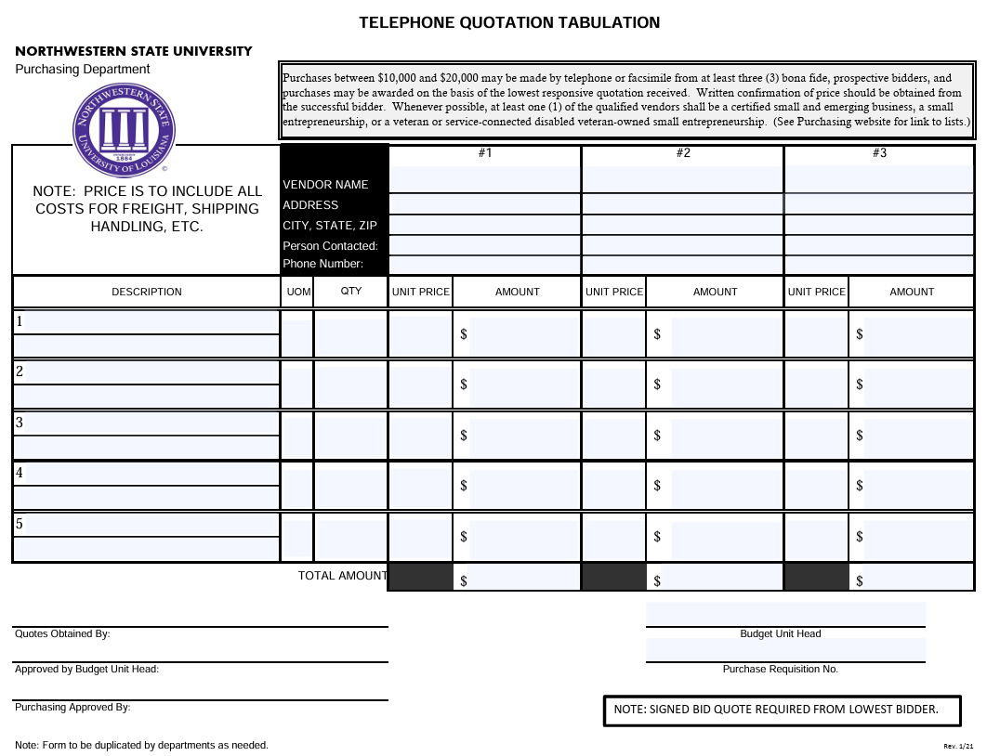 TELEPHONE QUOTATION TABULATION
NORTHWESTERN STATE UNIVERSITY
Purchasing Department
Purchases between $10,000 and $20,000 may be made by telephone or facsimile from at least three (3) bona fide, prospective bidders, and
purchases may be awarded on the basis of the lowest responsive quotation received. Written confirmation of price should be obtained from
the successful bidder. Whenever possible, at least one (1) of the qualified vendors shall be a certified small and emerging business, a small
entrepreneurship, or a veteran or service-connected disabled veteran-owned small entrepreneurship. (See Purchasing website for link to lists.)
NORTHWESTERN STATE
1884
UNIVERSITY OF LOUISIANA
©
NOTE: PRICE IS TO INCLUDE ALL
COSTS FOR FREIGHT, SHIPPING
HANDLING, ETC.
#1 #2 #3
VENDOR NAME
ADDRESS
CITY, STATE, ZIP
Person Contacted:
Phone Number:
DESCRIPTION UOM QTY UNIT PRICE AMOUNT UNIT PRICE AMOUNT UNIT PRICE AMOUNT
1 $ $ $
2 $ $ $
3 $ $ $
4 $ $ $
5 $ $ $
TOTAL AMOUNT $ $ $
Quotes Obtained By:
Budget Unit Head
Approved by Budget Unit Head:
Purchase Requisition No.
Purchasing Approved By:
NOTE: SIGNED BID QUOTE REQUIRED FROM LOWEST BIDDER.
Note: Form to be duplicated by departments as needed.
Rev. 1/21